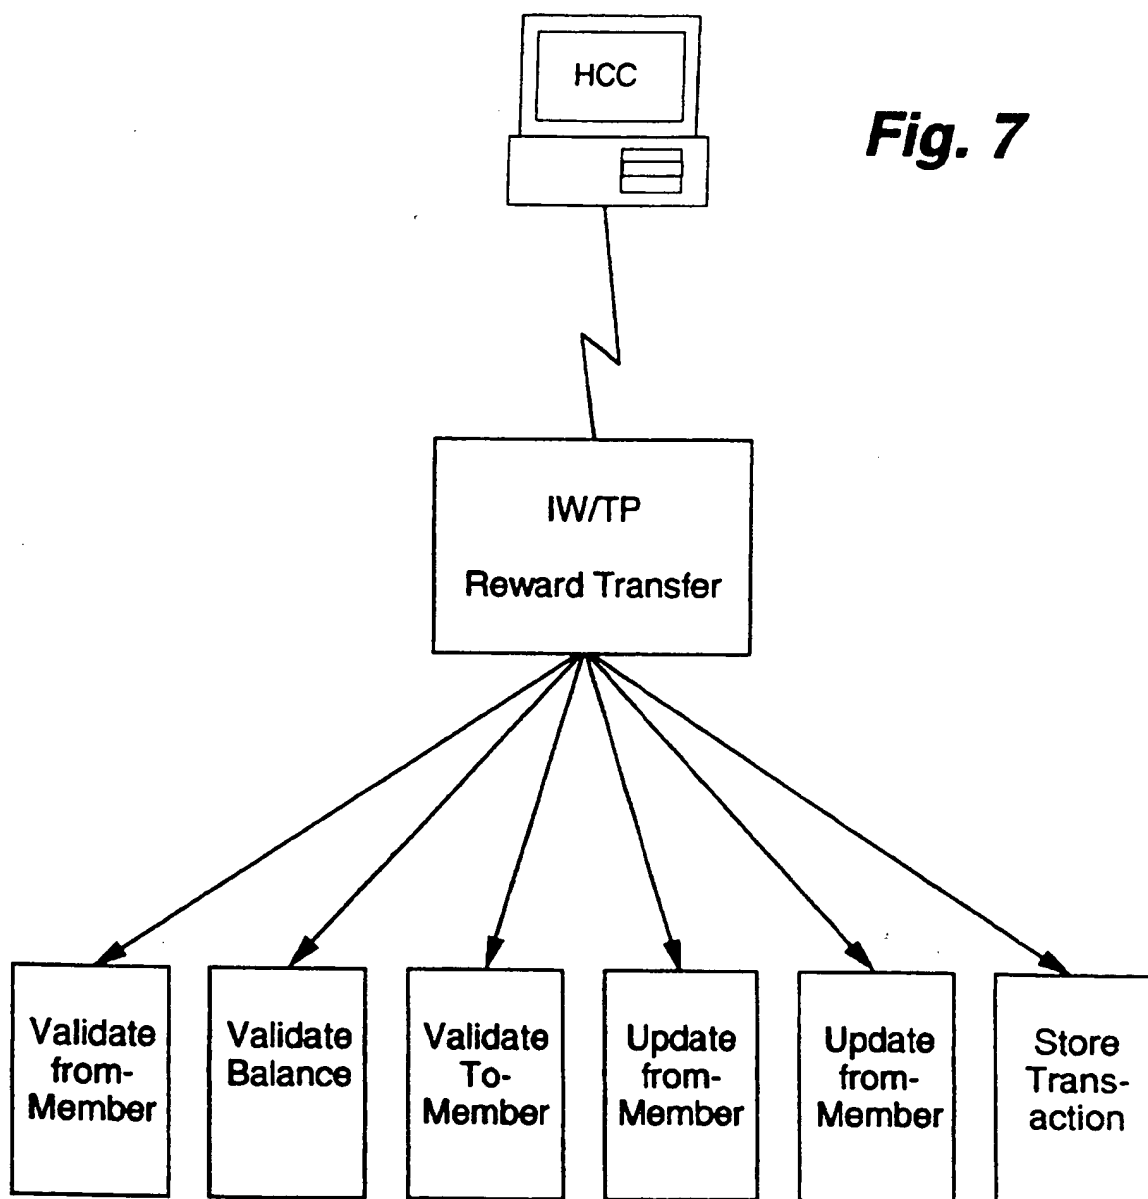 HCC
Fig. 7
IW/TP
Reward Transfer
Validate
from-
Member
Validate
Balance
Validate
To-
Member
Update
from-
Member
Update
from-
Member
Store
Trans-
action